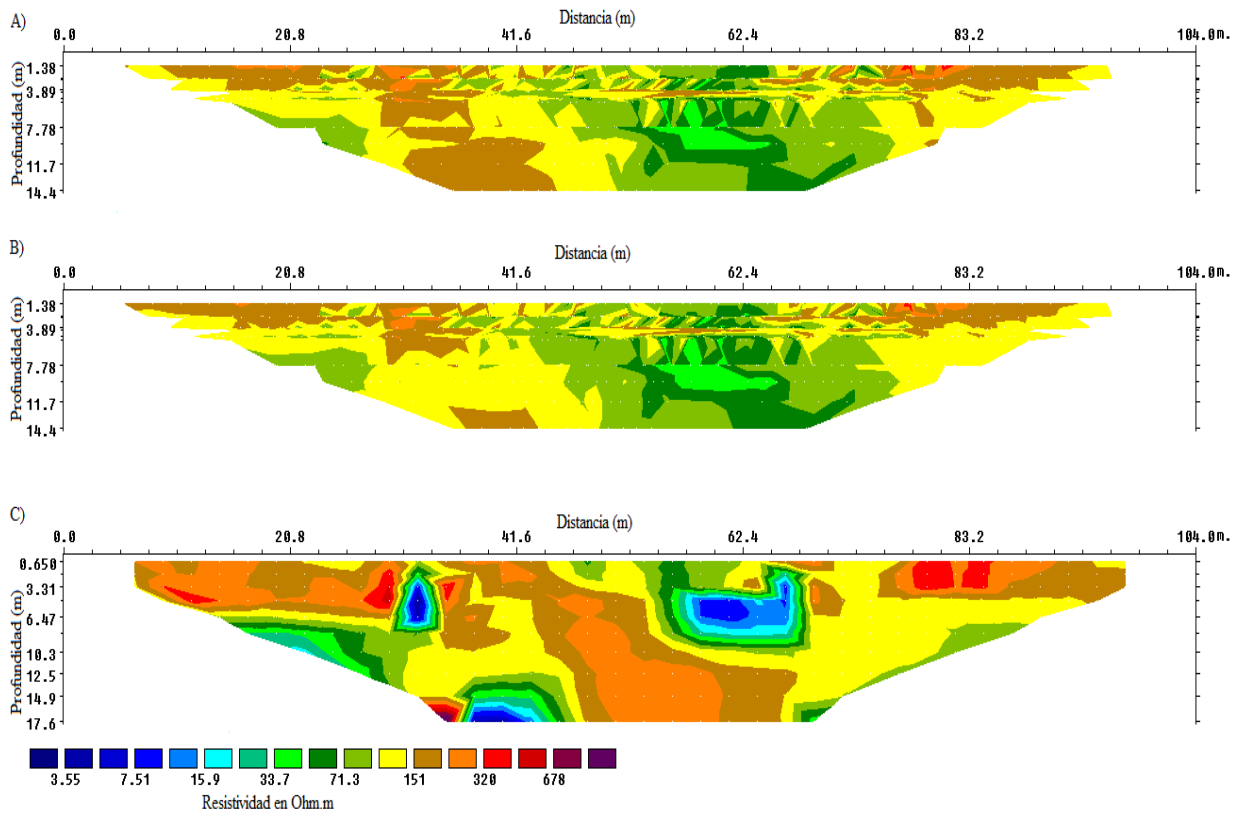 A)
Distancia (m)
0.0 20.8 41.6 62.4 83.2 104.0m.
Profundidad (m)
1.38
3.89
7.78
11.7
14.4
B)
Distancia (m)
0.0 20.8 41.6 62.4 83.2 104.0m.
Profundidad (m)
1.38
3.89
7.78
11.7
14.4
C)
Distancia (m)
0.0 20.8 41.6 62.4 83.2 104.0m.
Profundidad (m)
0.650
3.31
6.47
10.3
12.5
14.9
17.6
3.55 7.51 15.9 33.7 71.3 151 320 678
Resistividad en Ohm.m